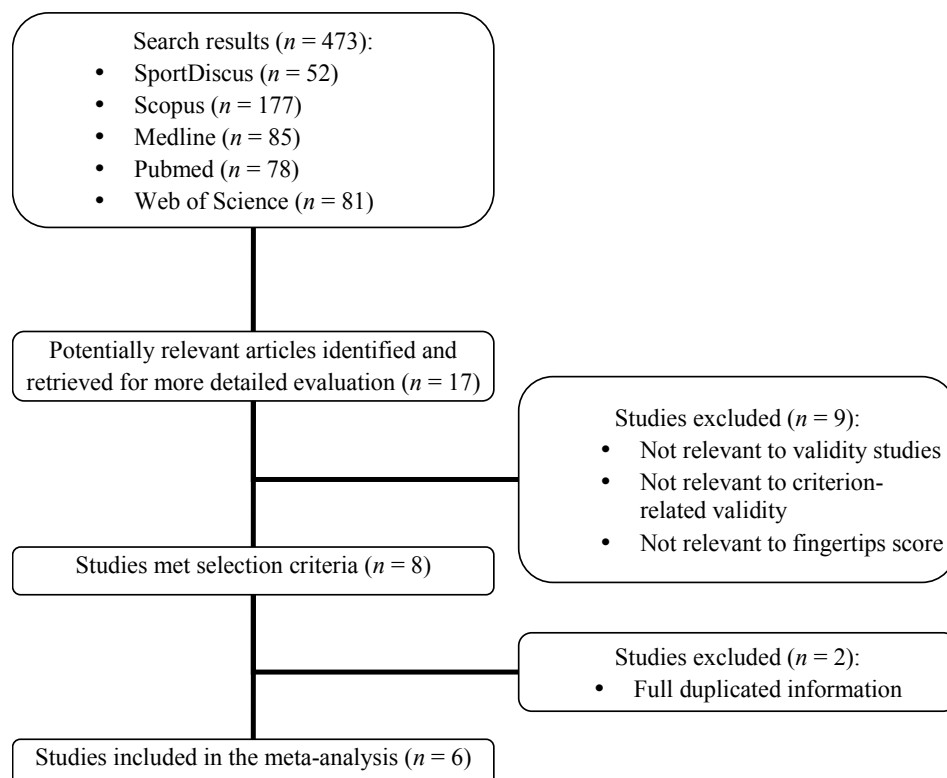 Search results (n = 473):
• SportDiscus (n = 52)
• Scopus (n = 177)
• Medline (n = 85)
• Pubmed (n = 78)
• Web of Science (n = 81)
Potentially relevant articles identified and
retrieved for more detailed evaluation (n = 17)
Studies excluded (n = 9):
• Not relevant to validity studies
• Not relevant to criterion-
related validity
• Not relevant to fingertips score
Studies met selection criteria (n = 8)
Studies excluded (n = 2):
• Full duplicated information
Studies included in the meta-analysis (n = 6)